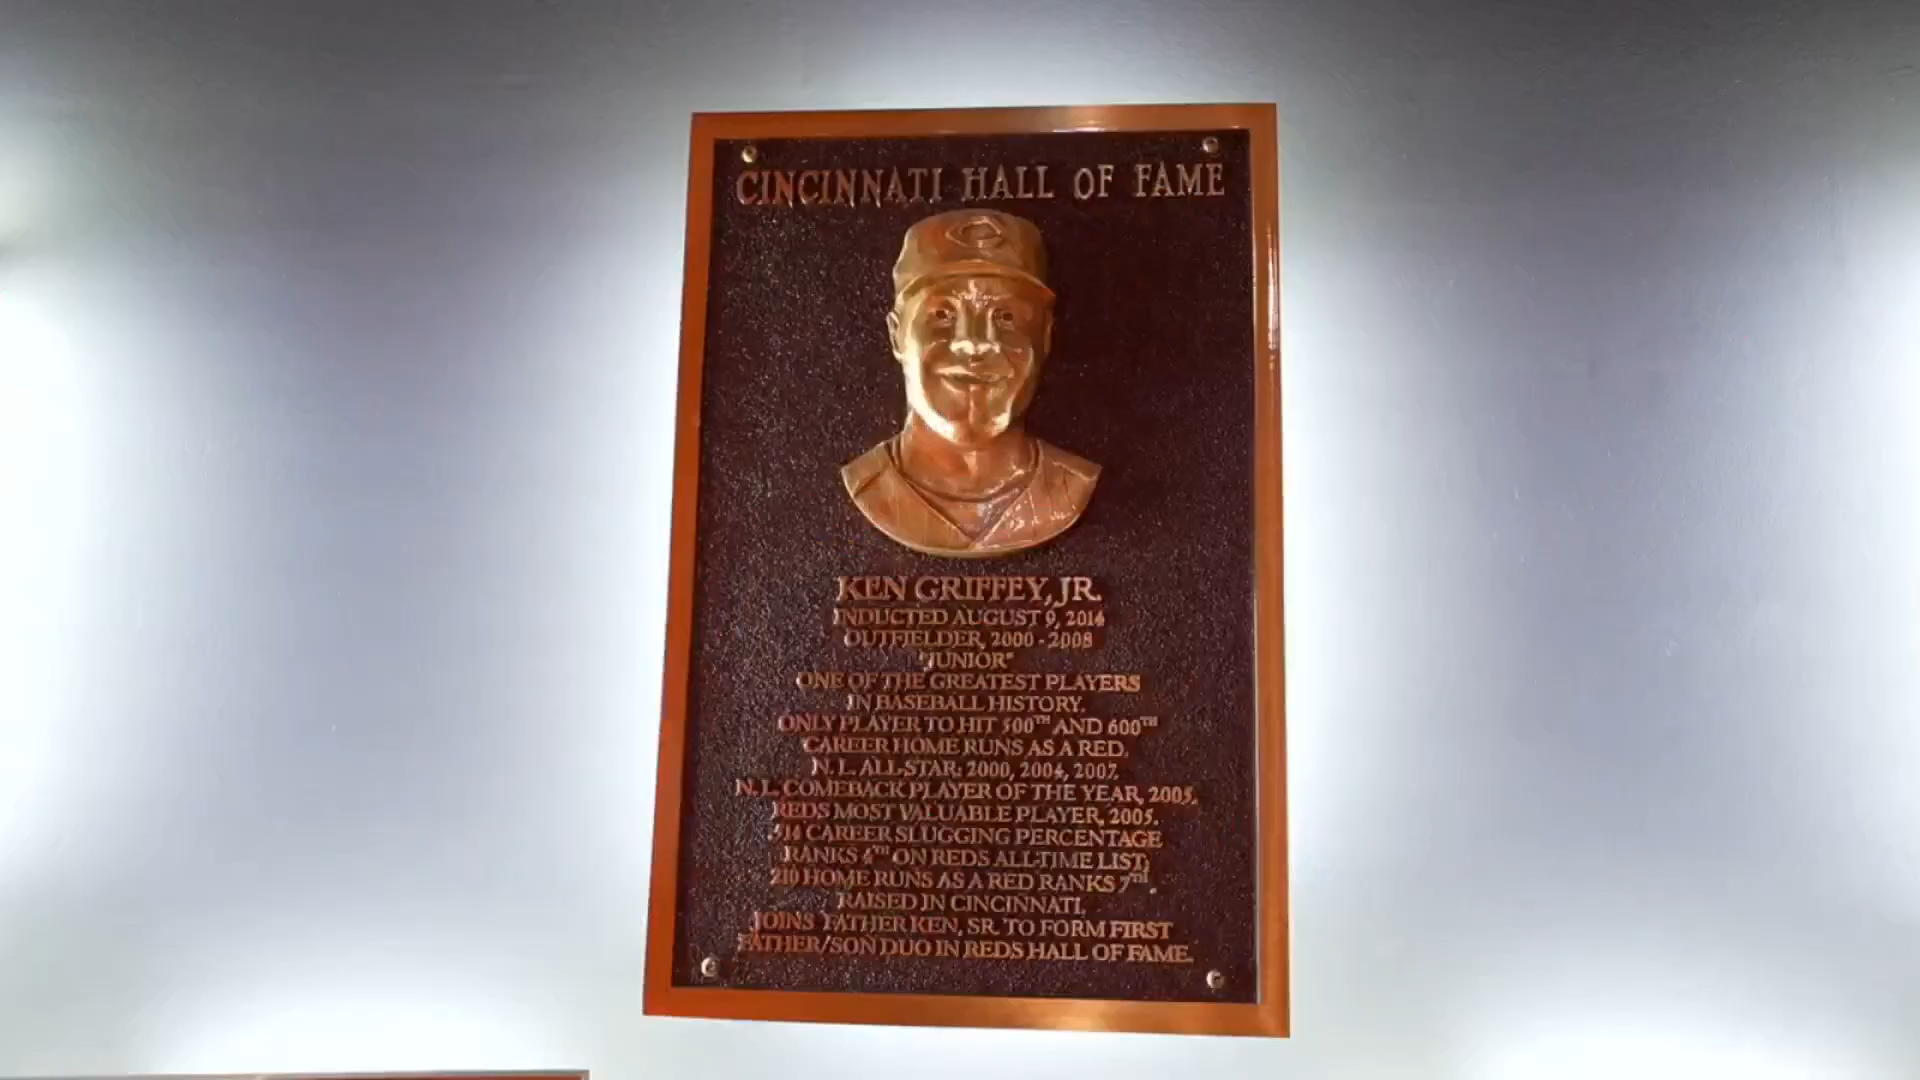 CINCINNATI HALL OF FAME
C
KEN GRIFFEY, JR.
INDUCTED AUGUST 9, 2014
OUTFIELDER, 2000 - 2008
"JUNIOR"
ONE OF THE GREATEST PLAYERS
IN BASEBALL HISTORY.
ONLY PLAYER TO HIT 500TH AND 600TH
CAREER HOME RUNS AS A RED.
N. L. ALL-STAR: 2000, 2004, 2007.
N. L. COMEBACK PLAYER OF THE YEAR, 2005.
REDS MOST VALUABLE PLAYER, 2005.
.514 CAREER SLUGGING PERCENTAGE
RANKS 4TH ON REDS ALL-TIME LIST;
210 HOME RUNS AS A RED RANKS 7TH.
RAISED IN CINCINNATI.
JOINS FATHER KEN, SR. TO FORM FIRST
FATHER/SON DUO IN REDS HALL OF FAME.